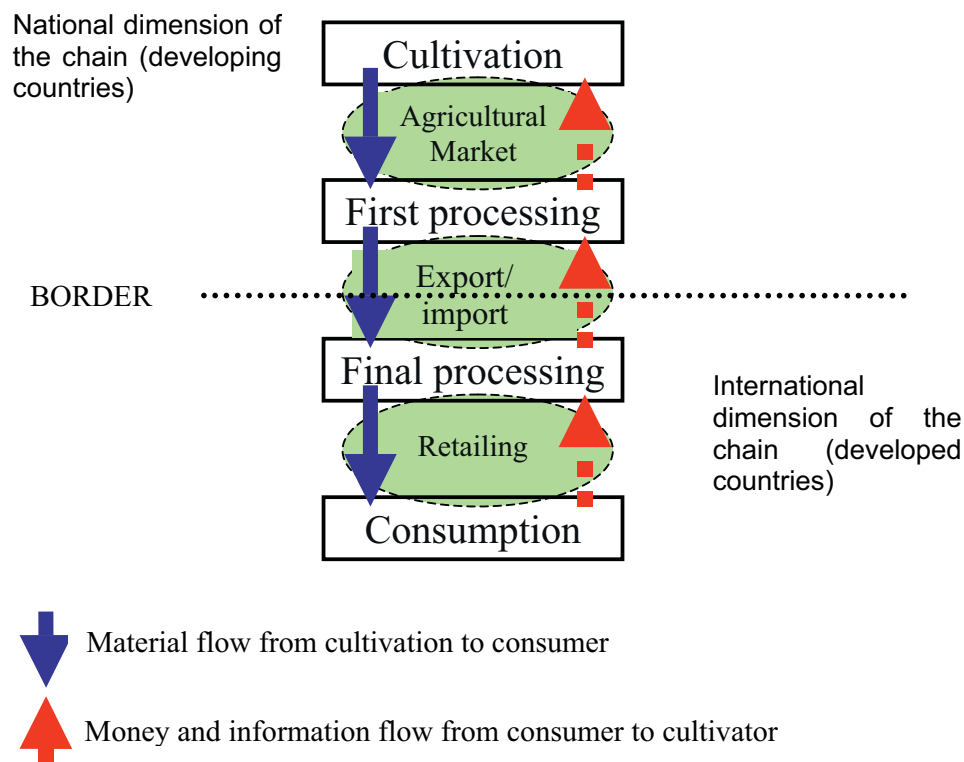 National dimension of
the chain (developing
countries)
Cultivation
Agricultural
Market
First processing
Export/
import
BORDER
Final processing
International
dimension of the
chain (developed
countries)
Retailing
Consumption
Material flow from cultivation to consumer
Money and information flow from consumer to cultivator